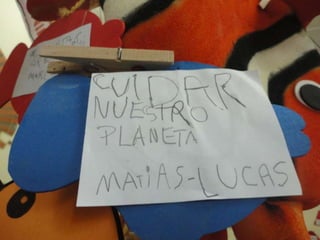 CUIDAR
NUESTRO
PLANETA
MATIAS-LUCAS